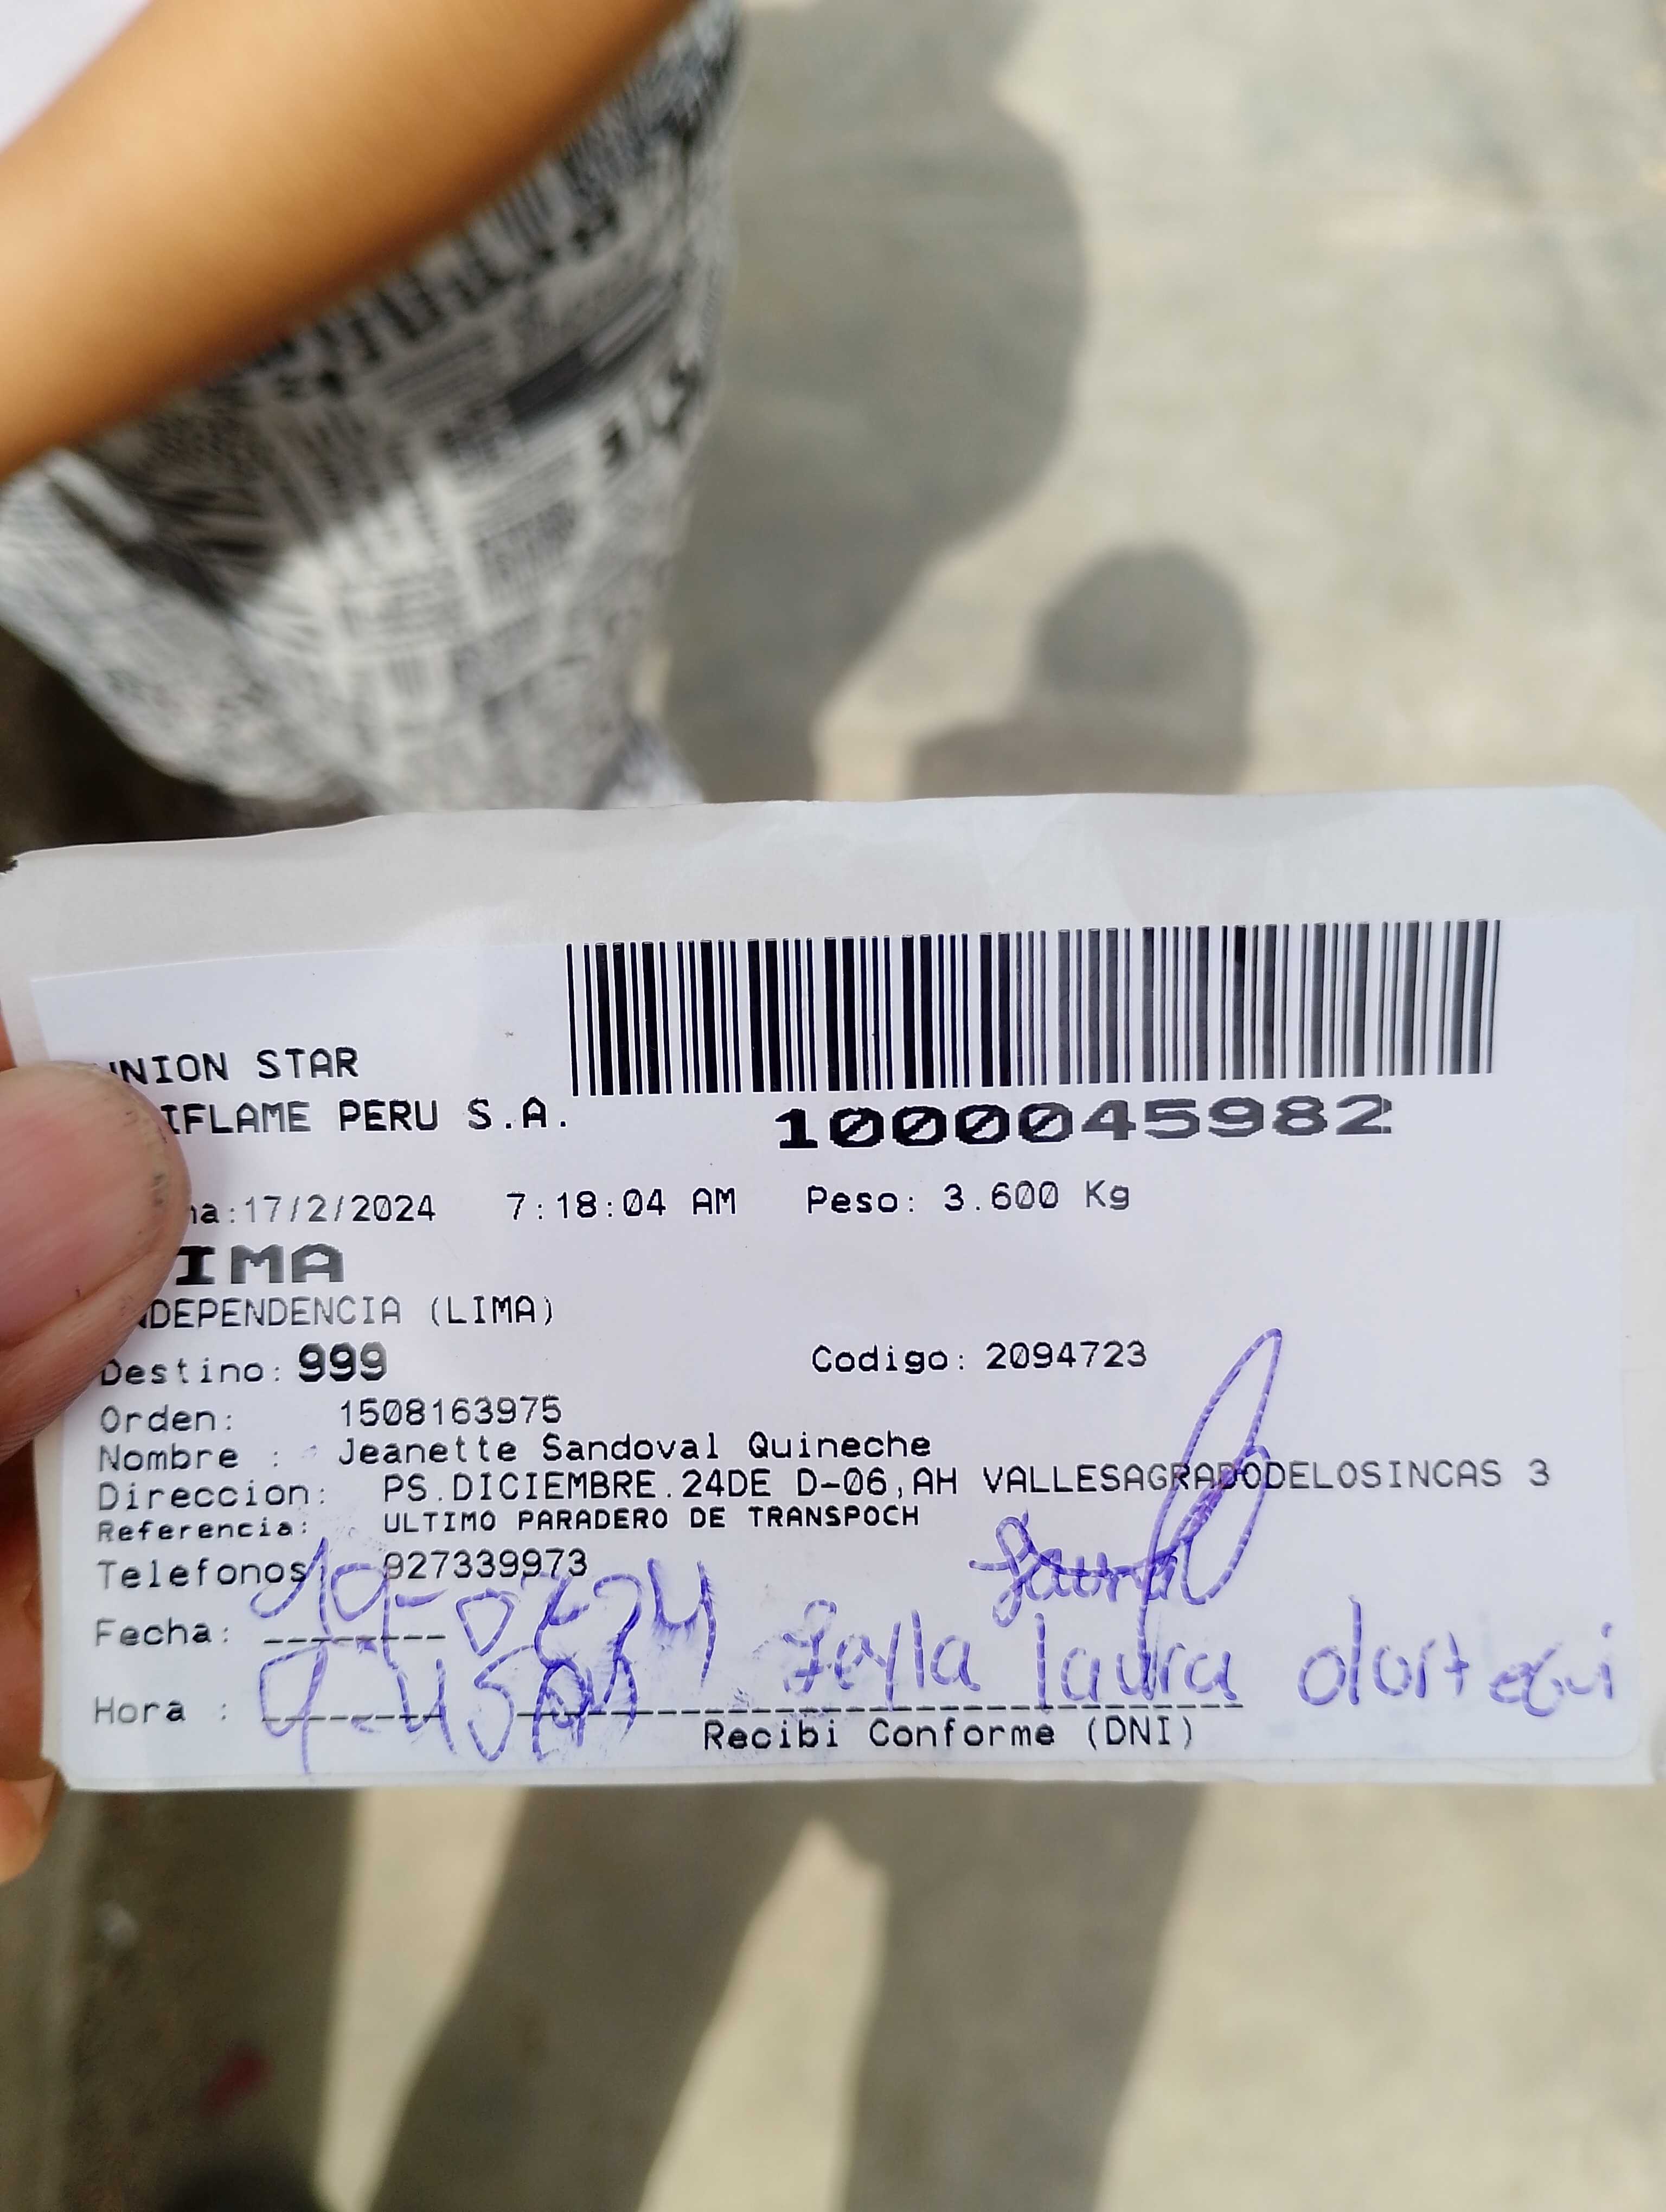 UNION STAR
IFLAME PERU S.A.
1000045982
ha:17/2/2024 7:18:04 AM Peso: 3.600 Kg
IMA
NDEPENDENCIA (LIMA)
Destino: 999 Codigo: 2094723
Orden: 1508163975
Nombre : Jeanette Sandoval Quineche
Direccion: PS.DICIEMBRE.24DE D-06,AH VALLESAGRADODELOSINCAS 3
Referencia: ULTIMO PARADERO DE TRANSPOCH
Telefonos: 927339973
Fecha:
laura
Hora :
Recibi Conforme (DNI)